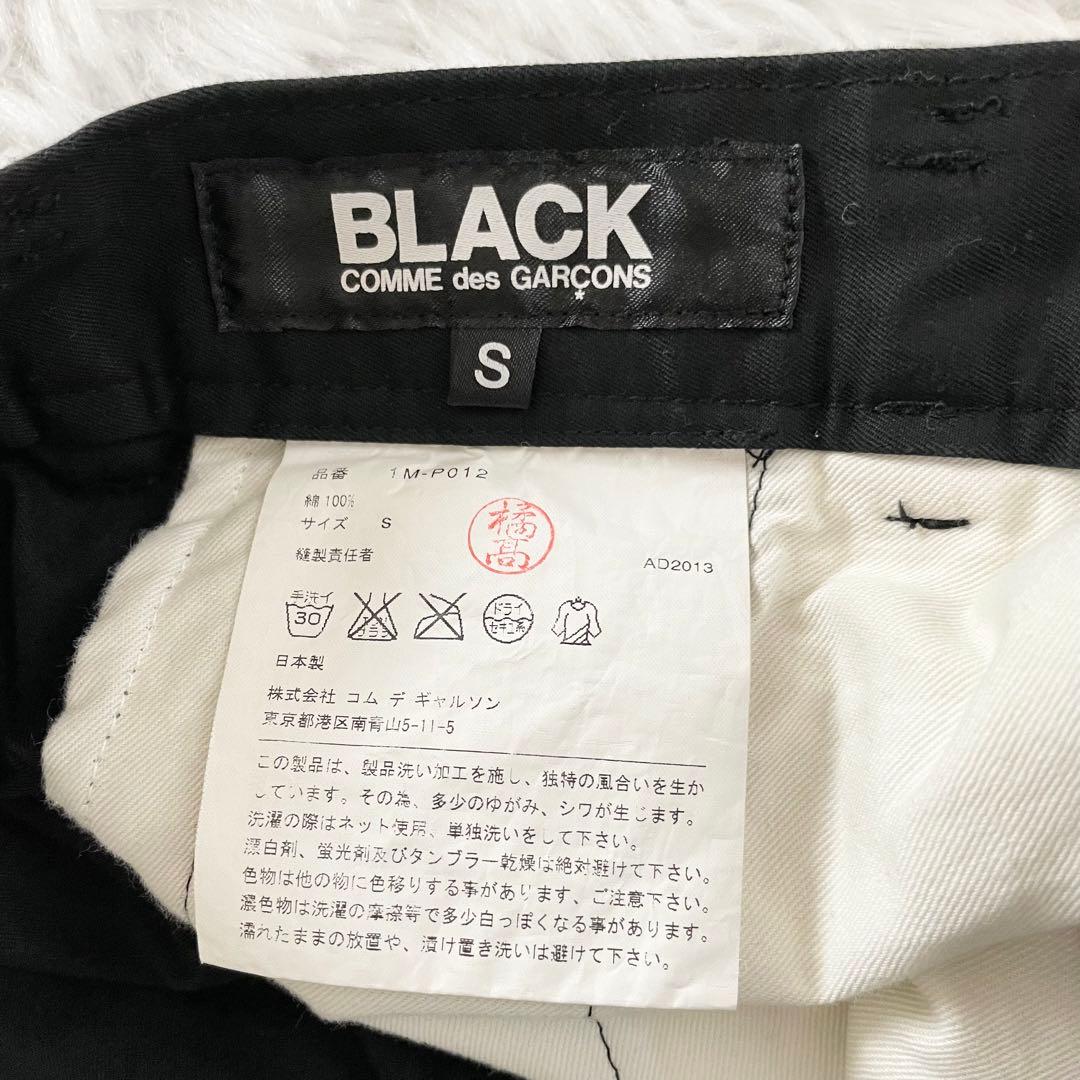 BLACK
COMME des GARÇONS
S
品番 1M-P012
綿 100%
サイズ S
橘高
縫製責任者
AD2013
手洗イ
30
ドライ
セキユ系
日本製
株式会社 コム デ ギャルソン
東京都港区南青山5-11-5
この製品は、製品洗い加工を施し、独特の風合いを生か
しています。その為、多少のゆがみ、シワが生じます。
洗濯の際はネット使用、単独洗いをして下さい。
漂白剤、蛍光剤及びタンブラー乾燥は絶対避けて下さい。
色物は他の物に色移りする事があります、ご注意下さい。
濃色物は洗濯の摩擦等で多少白っぽくなる事があります。
濡れたままの放置や、漬け置き洗いは避けて下さい。